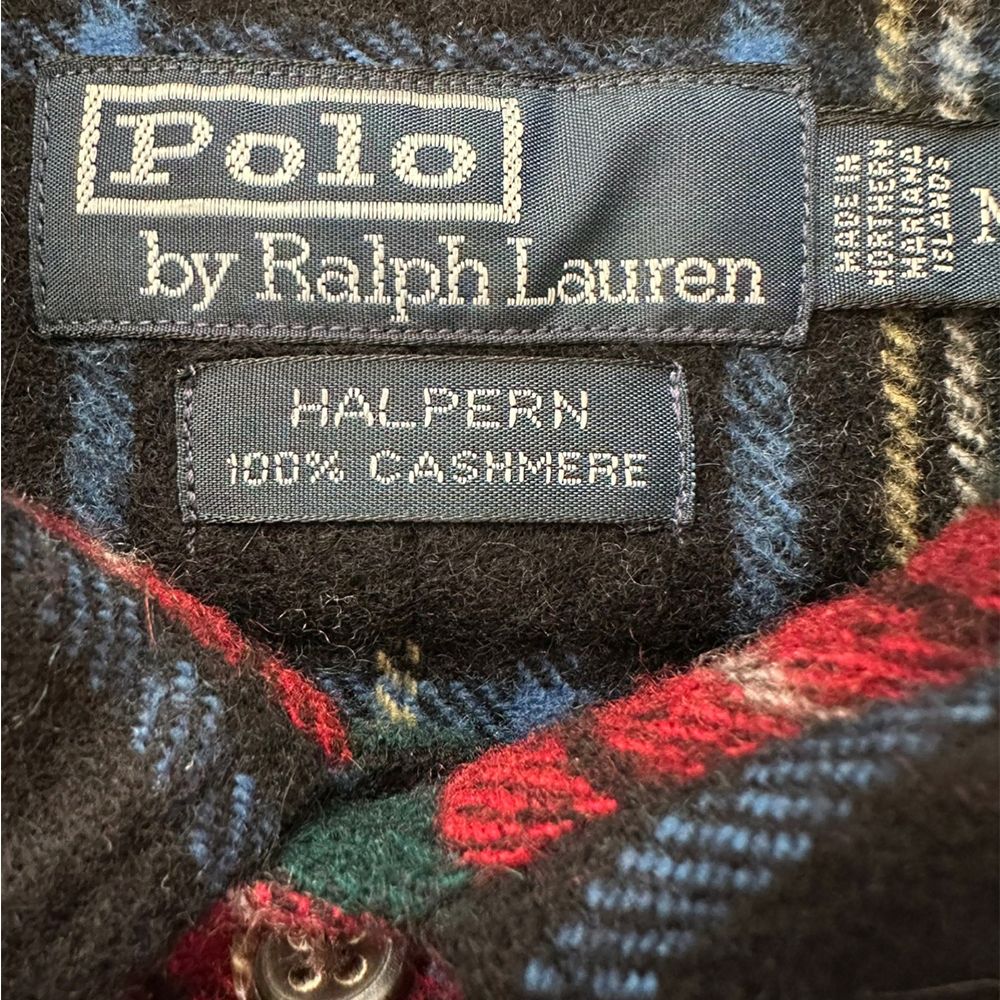 Polo
by Ralph Lauren
MADE IN
NORTHERN
MARIANA
ISLANDS
HALPERN
100% CASHMERE